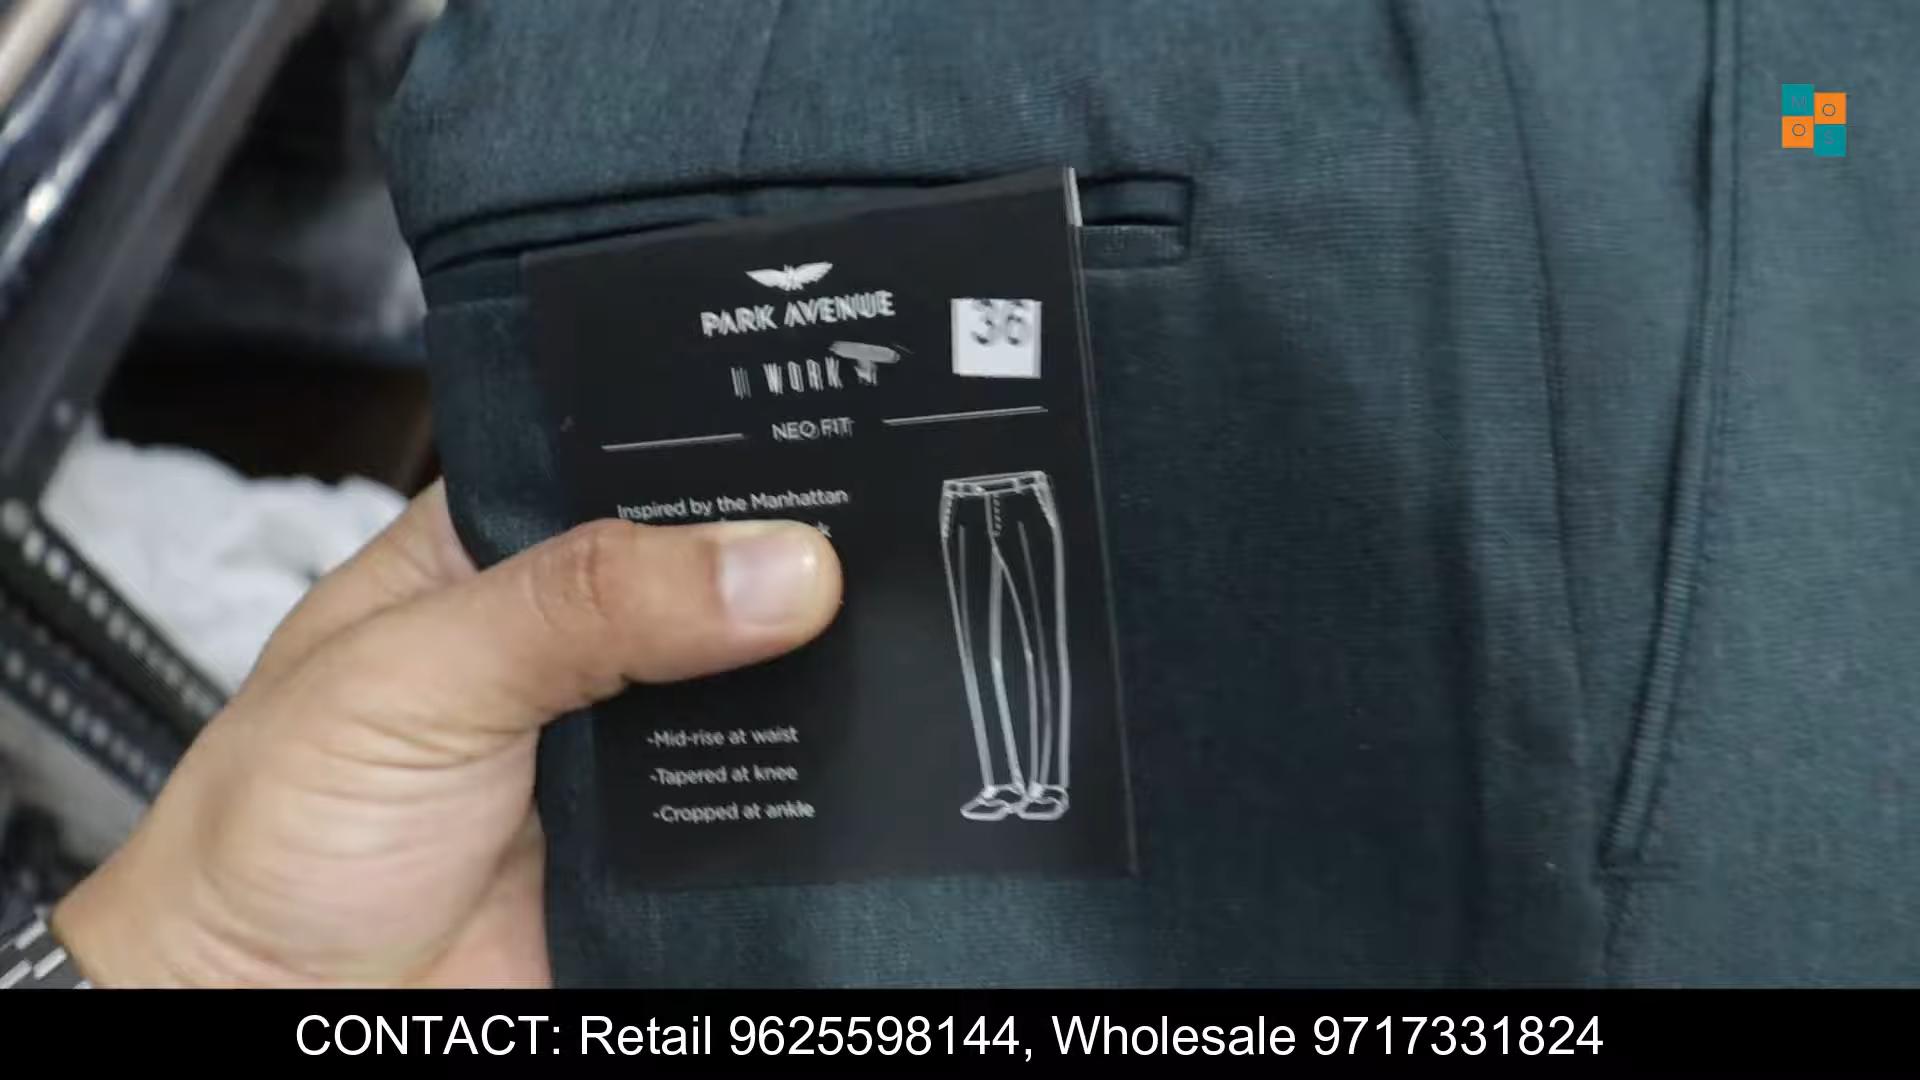 M
O
O
S
PARK AVENUE
36
WORK
NEO FIT
Inspired by the Manhattan
-Mid-rise at waist
-Tapered at knee
-Cropped at ankle
CONTACT: Retail 9625598144, Wholesale 9717331824